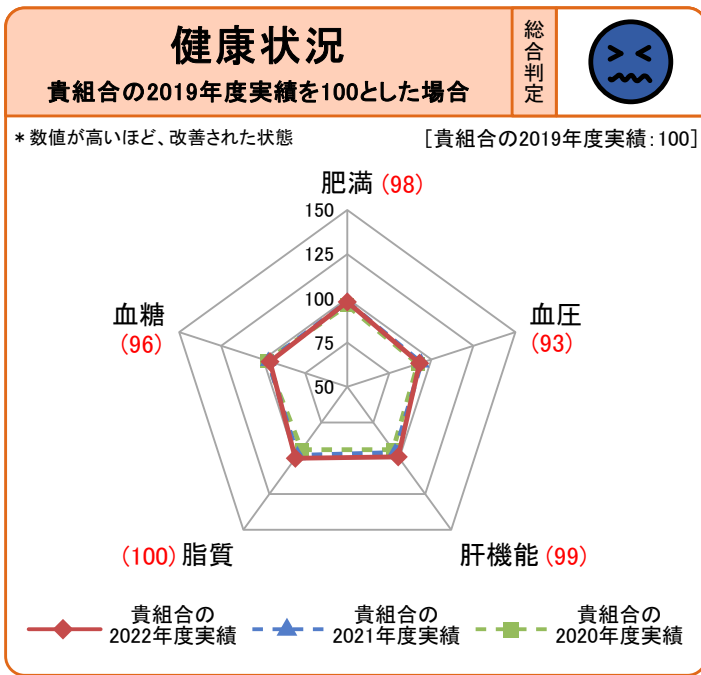 健康状況
貴組合の2019年度実績を100とした場合
総合判定
＊数値が高いほど、改善された状態
［貴組合の2019年度実績：100］
肥満 (98)
150
125
100
75
50
血糖
(96)
血圧
(93)
(100) 脂質
肝機能 (99)
貴組合の
2022年度実績
貴組合の
2021年度実績
貴組合の
2020年度実績